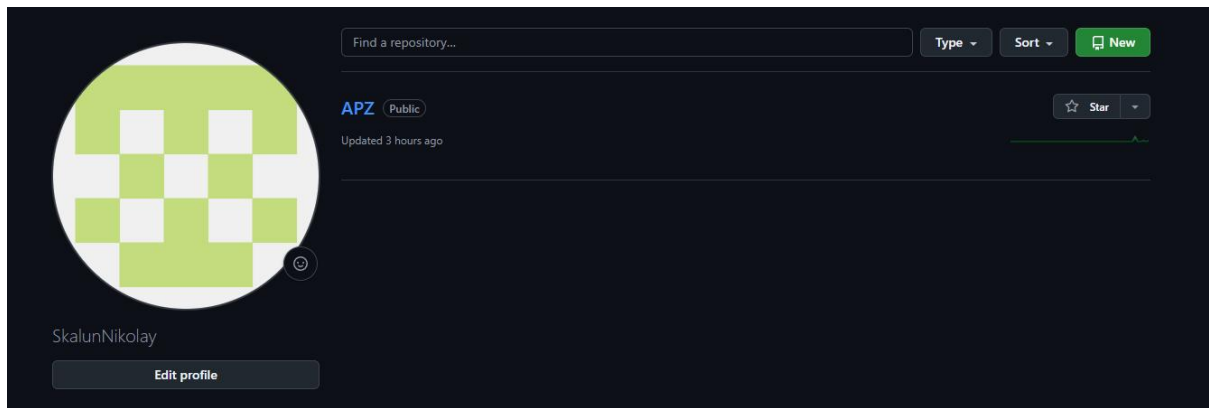 Find a repository...
Type
Sort
New
APZ
Public
Star
Updated 3 hours ago
SkalunNikolay
Edit profile